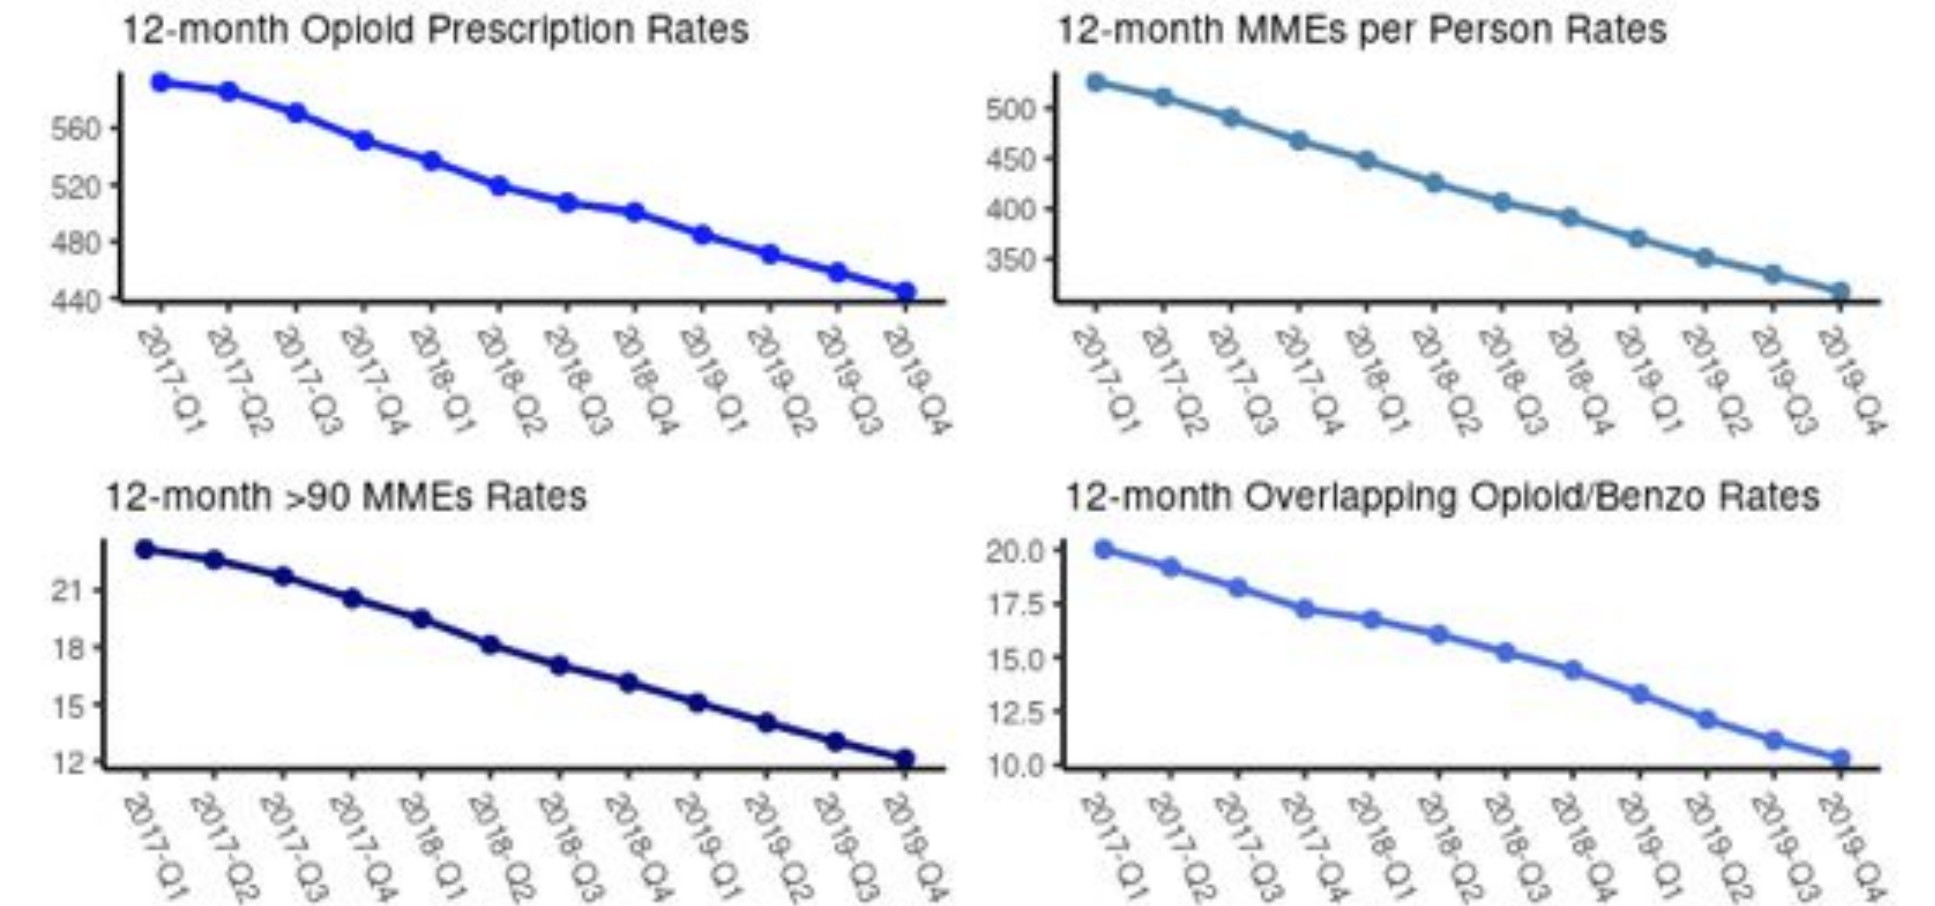 12-month Opioid Prescription Rates
560
520
480
440
2017-Q1
2017-Q2
2017-Q3
2017-Q4
2018-Q1
2018-Q2
2018-Q3
2018-Q4
2019-Q1
2019-Q2
2019-Q3
2019-Q4
12-month MMEs per Person Rates
500
450
400
350
2017-Q1
2017-Q2
2017-Q3
2017-Q4
2018-Q1
2018-Q2
2018-Q3
2018-Q4
2019-Q1
2019-Q2
2019-Q3
2019-Q4
12-month >90 MMEs Rates
21
18
15
12
2017-Q1
2017-Q2
2017-Q3
2017-Q4
2018-Q1
2018-Q2
2018-Q3
2018-Q4
2019-Q1
2019-Q2
2019-Q3
2019-Q4
12-month Overlapping Opioid/Benzo Rates
20.0
17.5
15.0
12.5
10.0
2017-Q1
2017-Q2
2017-Q3
2017-Q4
2018-Q1
2018-Q2
2018-Q3
2018-Q4
2019-Q1
2019-Q2
2019-Q3
2019-Q4